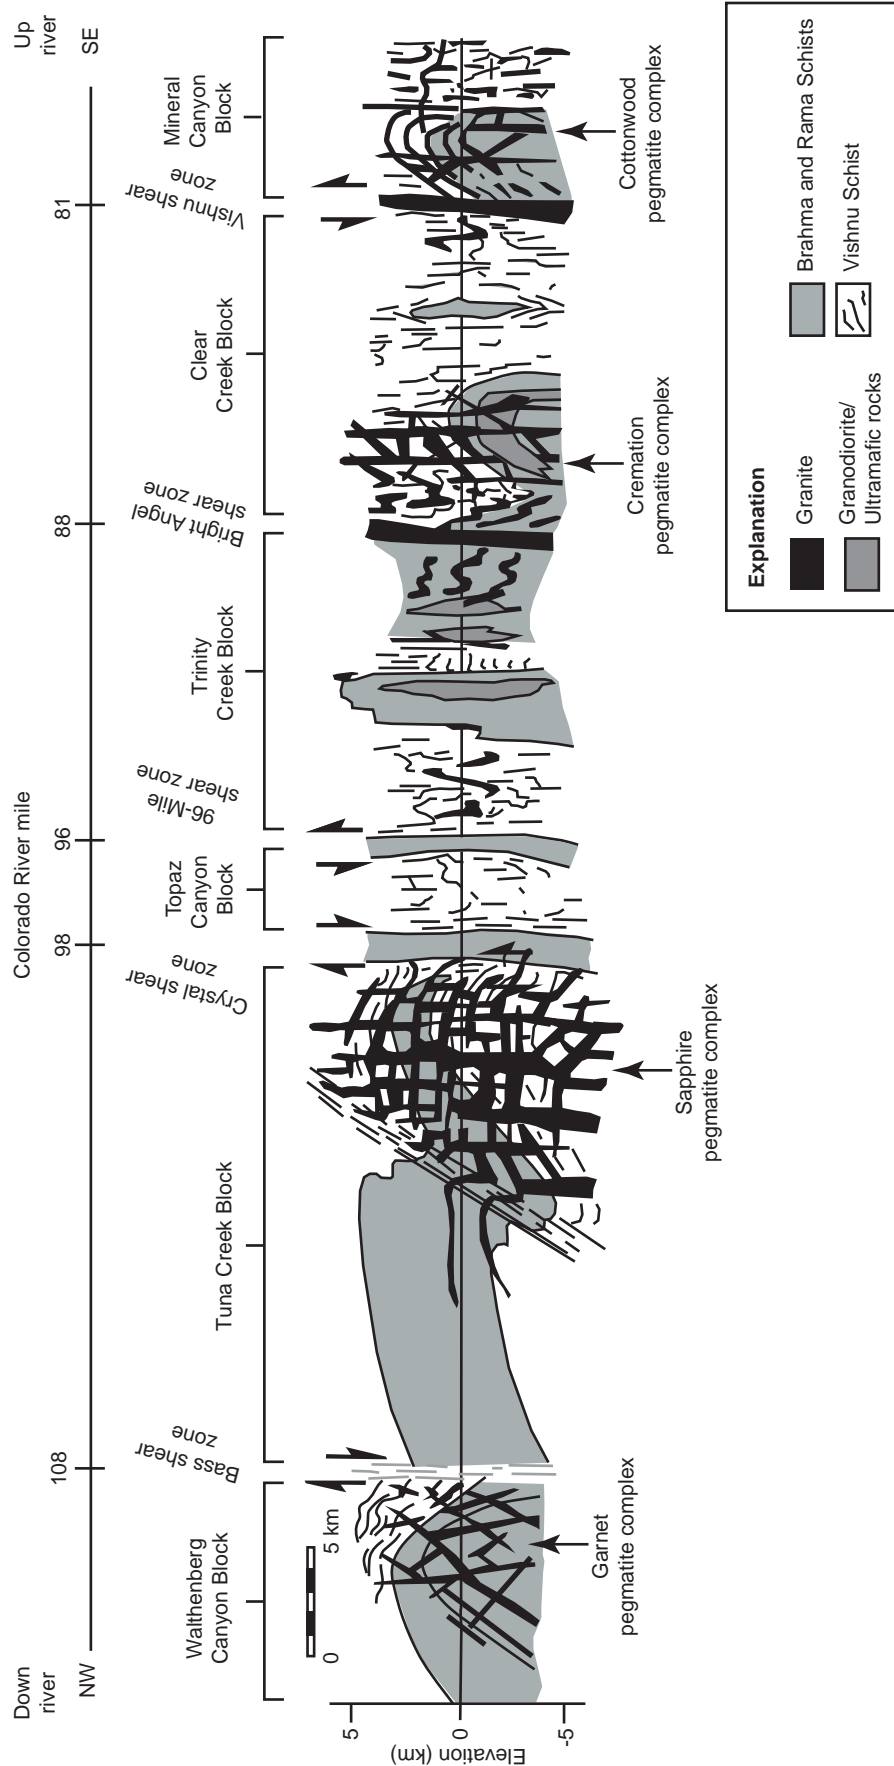 Down
river
NW
Colorado River mile
Up
river
SE
108
98
96
88
81
Walthenberg
Canyon Block
Bass shear
zone
Tuna Creek Block
Crystal shear
zone
Topaz
Canyon
Block
96-Mile
shear zone
Trinity
Creek Block
Bright Angel
shear zone
Clear
Creek Block
Vishnu shear
zone
Mineral
Canyon
Block
0
5 km
Elevation (km)
5
0
-5
Garnet
pegmatite complex
Sapphire
pegmatite complex
Cremation
pegmatite complex
Cottonwood
pegmatite complex
Explanation
Granite
Granodiorite/
Ultramafic rocks
Brahma and Rama Schists
Vishnu Schist